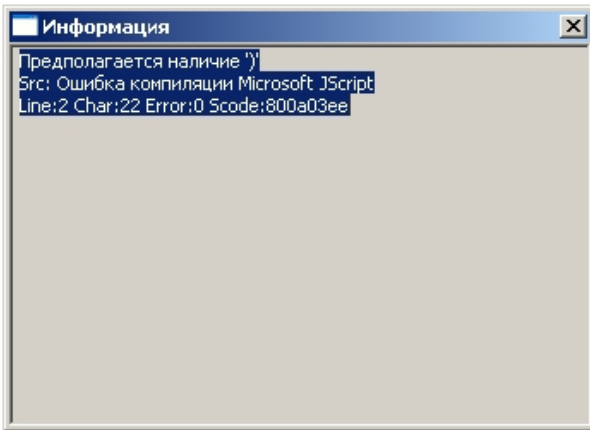 Информация
Предполагается наличие ')'
Src: Ошибка компиляции Microsoft JScript
Line:2 Char:22 Error:0 Scode:800a03ee